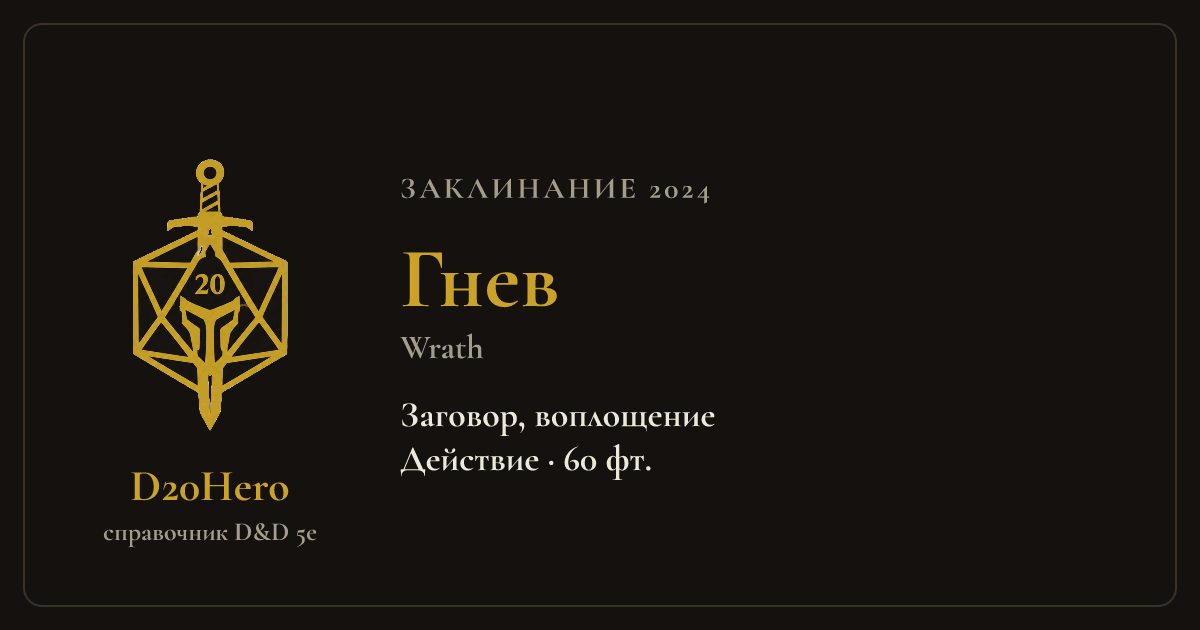 20
D20Hero
справочник D&D 5e
ЗАКЛИНАНИЕ 2024
Гнев
Wrath
Заговор, воплощение
Действие · 60 фт.